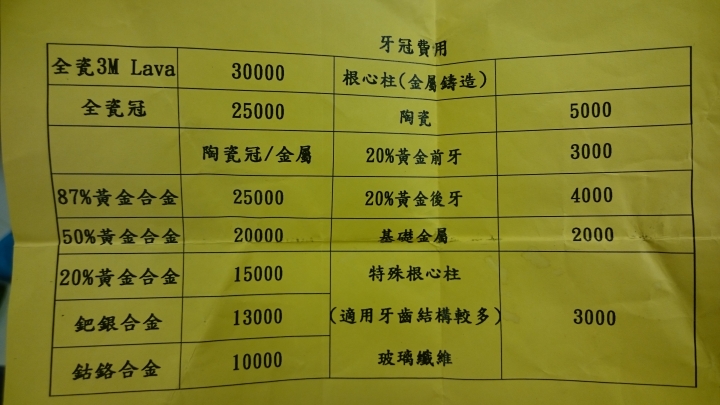 牙冠費用
全瓷3M Lava 30000 根心柱(金屬鑄造)
全瓷冠 25000 陶瓷 5000
陶瓷冠/金屬 20%黃金前牙 3000
87%黃金合金 25000 20%黃金後牙 4000
50%黃金合金 20000 基礎金屬 2000
20%黃金合金 15000 特殊根心柱
鈀銀合金 13000 (適用牙齒結構較多) 3000
鈷鉻合金 10000 玻璃纖維